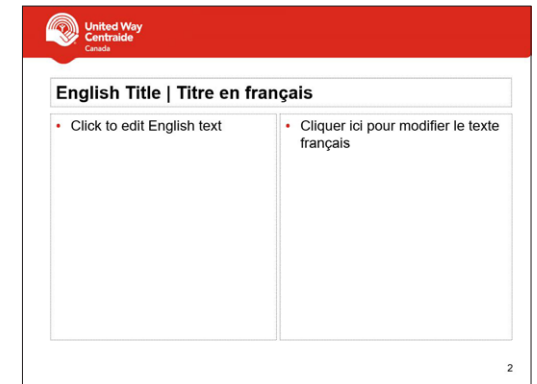 United Way
Centraide
Canada
English Title | Titre en français
• Click to edit English text
• Cliquer ici pour modifier le texte
français
2